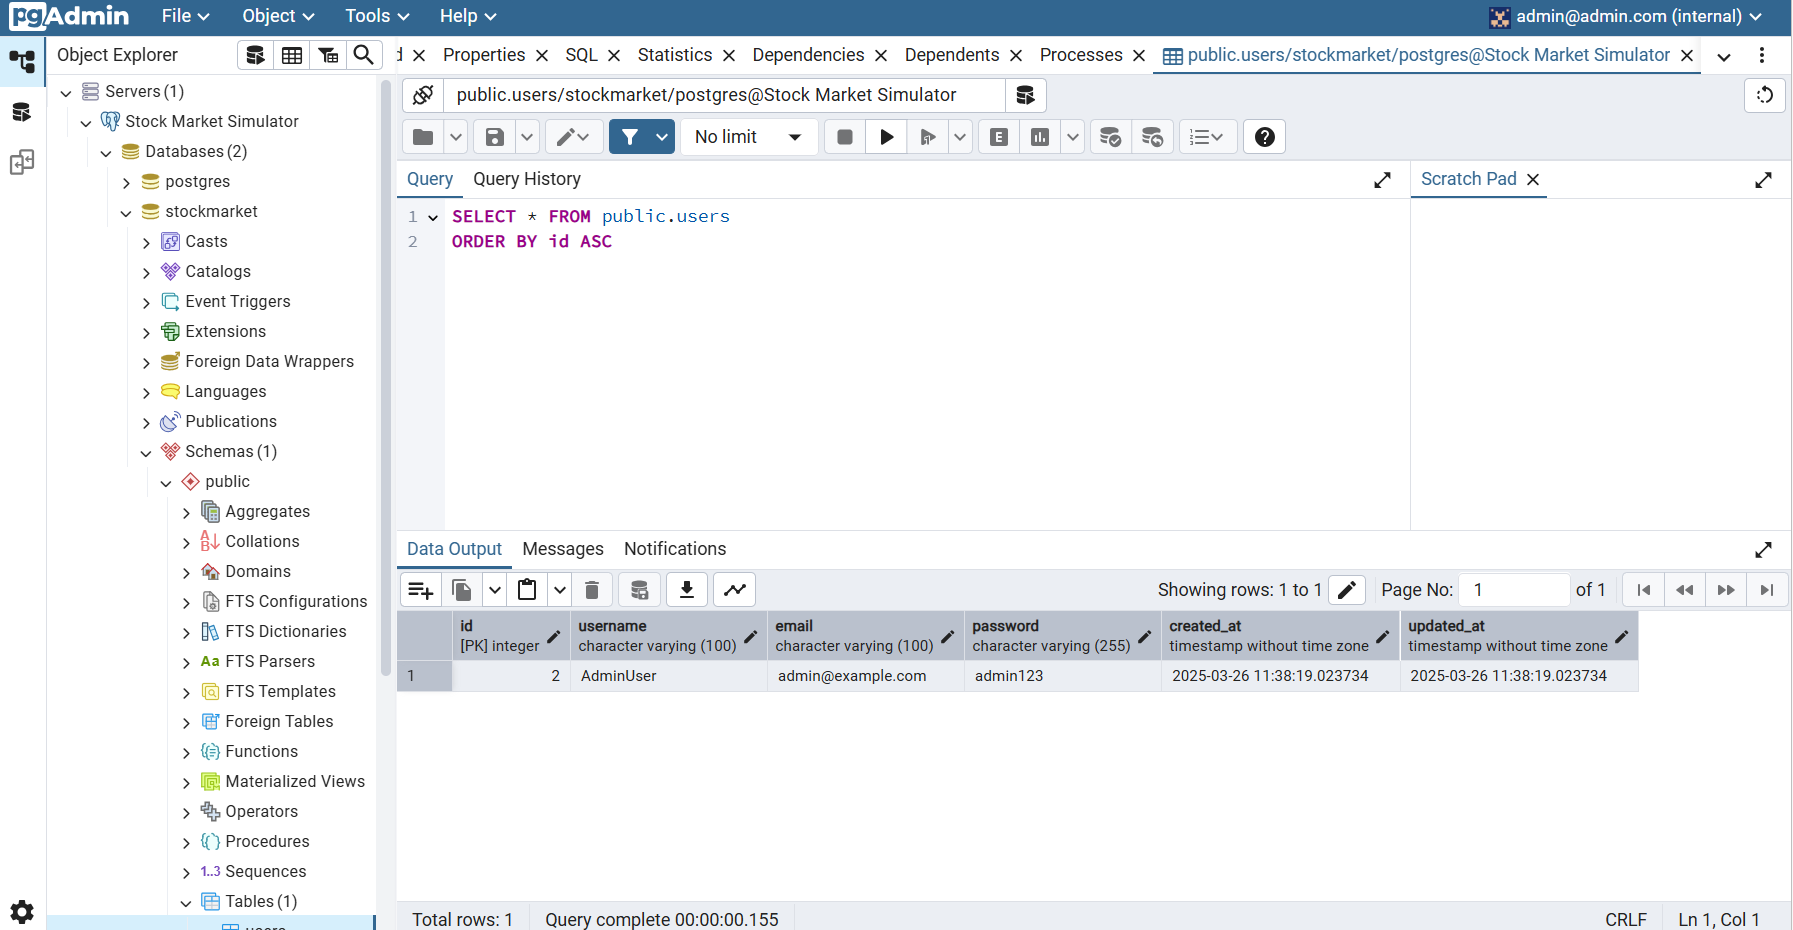 pgAdmin File Object Tools Help admin@admin.com (internal)
Object Explorer
d Properties SQL Statistics Dependencies Dependents Processes public.users/stockmarket/postgres@Stock Market Simulator
Servers (1)
Stock Market Simulator
Databases (2)
postgres
stockmarket
Casts
Catalogs
Event Triggers
Extensions
Foreign Data Wrappers
Languages
Publications
Schemas (1)
public
Aggregates
Collations
Domains
FTS Configurations
FTS Dictionaries
Aa FTS Parsers
FTS Templates
Foreign Tables
Functions
Materialized Views
Operators
Procedures
1..3 Sequences
Tables (1)
users
public.users/stockmarket/postgres@Stock Market Simulator
No limit E
Query Query History
Scratch Pad
1 SELECT * FROM public.users
2 ORDER BY id ASC
Data Output Messages Notifications
Showing rows: 1 to 1 Page No: 1 of 1
id username email password created_at updated_at
[PK] integer character varying (100) character varying (100) character varying (255) timestamp without time zone timestamp without time zone
1 2 AdminUser admin@example.com admin123 2025-03-26 11:38:19.023734 2025-03-26 11:38:19.023734
Total rows: 1 Query complete 00:00:00.155 CRLF Ln 1, Col 1